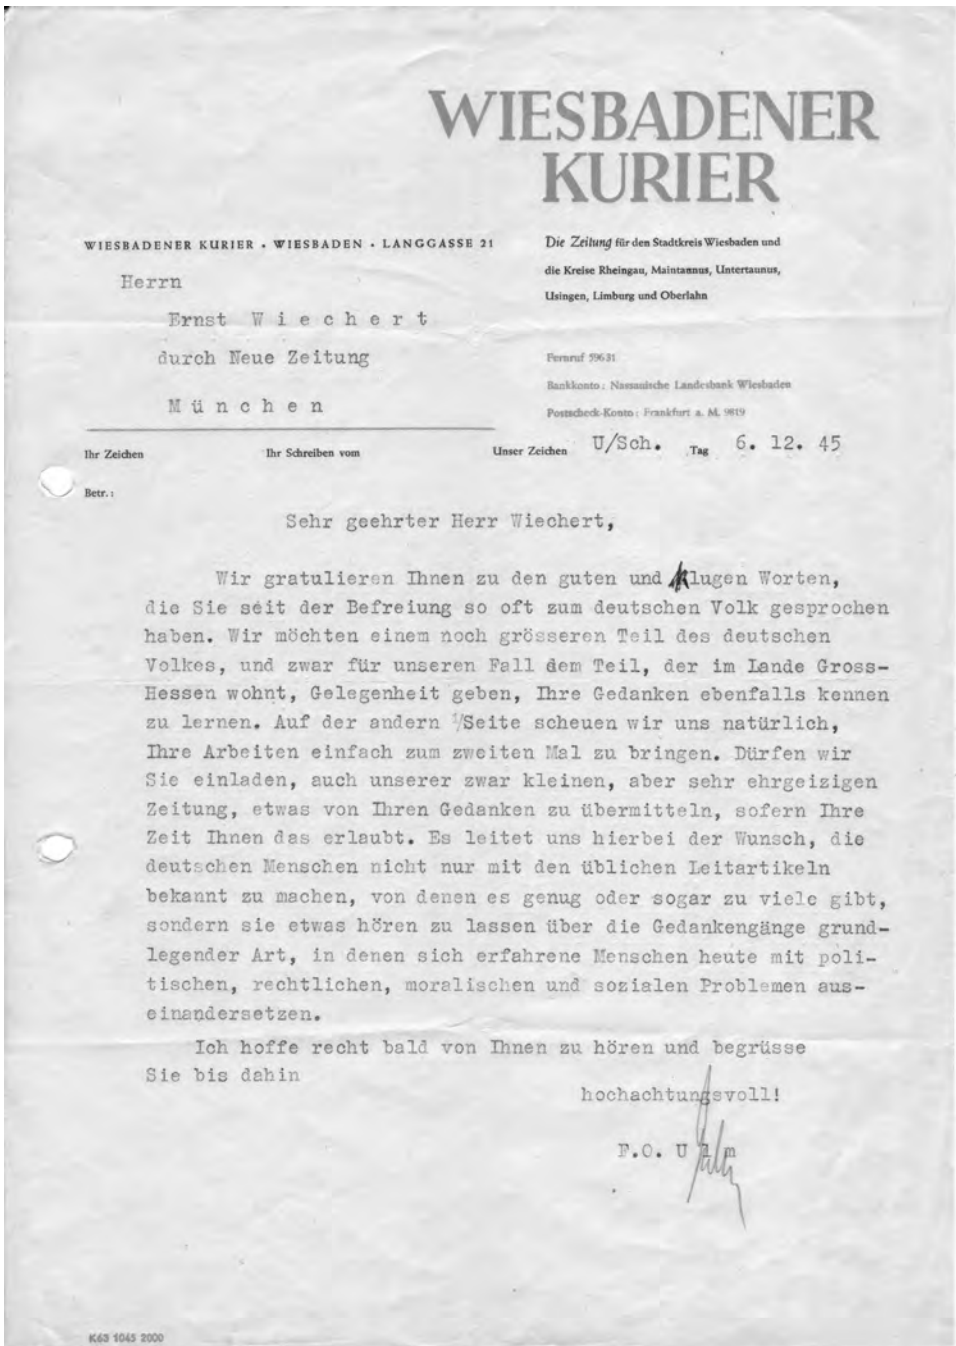 WIESBADENER
KURIER
WIESBADENER KURIER • WIESBADEN • LANGGASSE 21
Die Zeitung für den Stadtkreis Wiesbaden und
die Kreise Rheingau, Maintaunus, Untertaunus,
Usingen, Limburg und Oberlahn
Herrn
Ernst W i e c h e r t
durch Neue Zeitung
M ü n c h e n
Fernruf 59631
Bankkonto: Nassauische Landesbank Wiesbaden
Postscheck-Konto: Frankfurt a. M. 9819
Ihr Zeichen Ihr Schreiben vom Unser Zeichen U/Sch. Tag 6. 12. 45
Betr.:
Sehr geehrter Herr Wiechert,
Wir gratulieren Ihnen zu den guten und klugen Worten,
die Sie seit der Befreiung so oft zum deutschen Volk gesprochen
haben. Wir möchten einem noch grösseren Teil des deutschen
Volkes, und zwar für unseren Fall dem Teil, der im Lande Gross-
Hessen wohnt, Gelegenheit geben, Ihre Gedanken ebenfalls kennen
zu lernen. Auf der andern Seite scheuen wir uns natürlich,
Ihre Arbeiten einfach zum zweiten Mal zu bringen. Dürfen wir
Sie einladen, auch unserer zwar kleinen, aber sehr ehrgeizigen
Zeitung, etwas von Ihren Gedanken zu übermitteln, sofern Ihre
Zeit Ihnen das erlaubt. Es leitet uns hierbei der Wunsch, die
deutschen Menschen nicht nur mit den üblichen Leitartikeln
bekannt zu machen, von denen es genug oder sogar zu viele gibt,
sondern sie etwas hören zu lassen über die Gedankengänge grund-
legender Art, in denen sich erfahrene Menschen heute mit poli-
tischen, rechtlichen, moralischen und sozialen Problemen aus-
einandersetzen.
Ich hoffe recht bald von Ihnen zu hören und begrüsse
Sie bis dahin
hochachtungsvoll!
F.O. U l m
K63 1045 2000